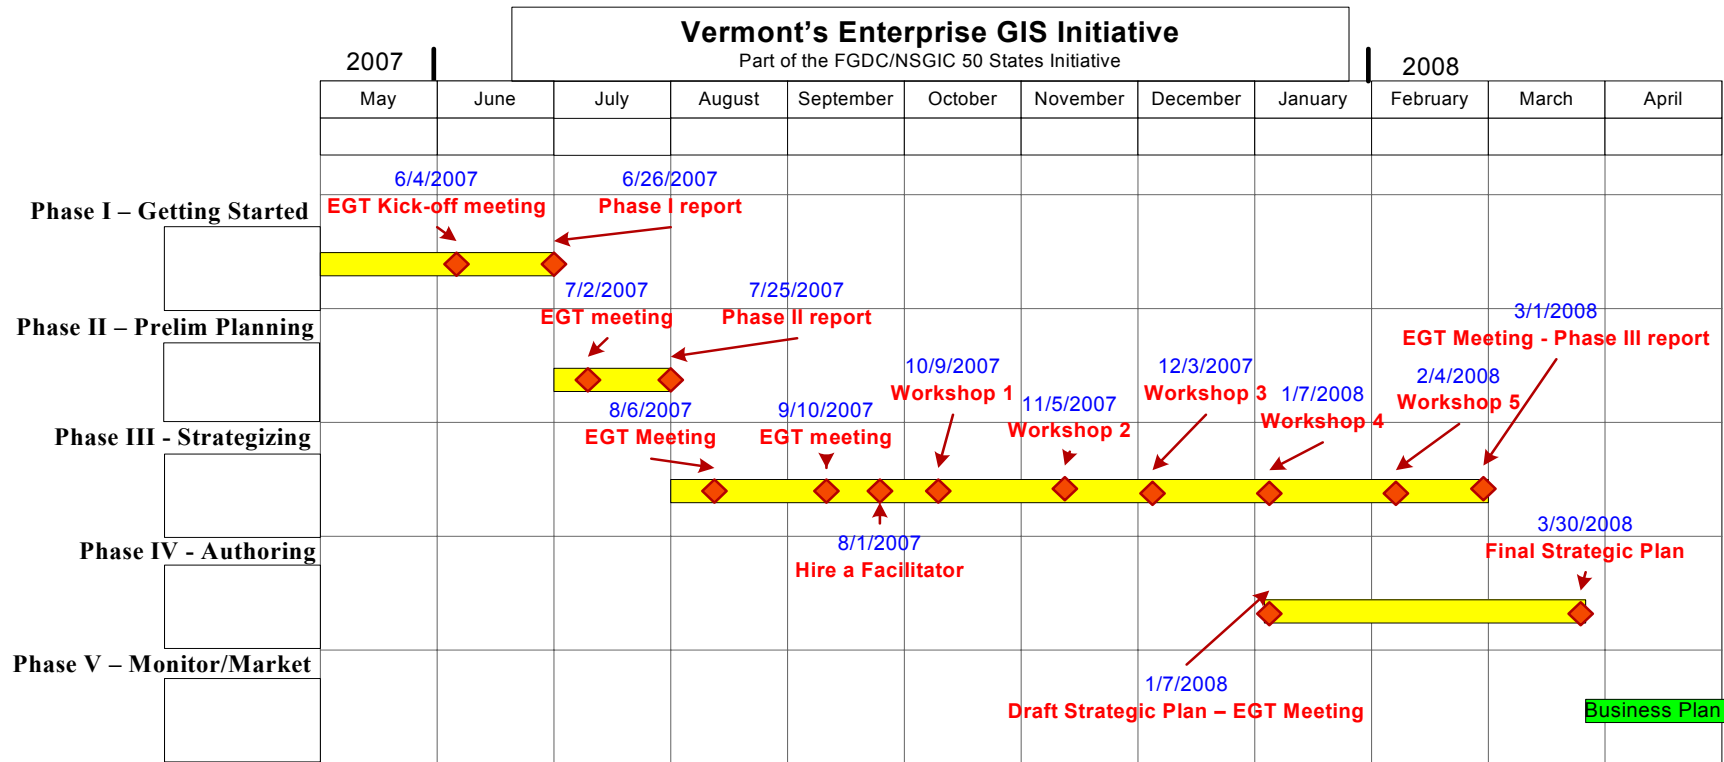 Vermont's Enterprise GIS Initiative
Part of the FGDC/NSGIC 50 States Initiative
2007
2008
May June July August September October November December January February March April
6/4/2007
EGT Kick-off meeting
6/26/2007
Phase I report
Phase I – Getting Started
7/2/2007
EGT meeting
7/25/2007
Phase II report
Phase II – Prelim Planning
3/1/2008
EGT Meeting - Phase III report
10/9/2007
Workshop 1
12/3/2007
Workshop 3
2/4/2008
Workshop 5
11/5/2007
Workshop 2
1/7/2008
Workshop 4
8/6/2007
EGT Meeting
9/10/2007
EGT meeting
Phase III - Strategizing
8/1/2007
Hire a Facilitator
3/30/2008
Final Strategic Plan
Phase IV - Authoring
1/7/2008
Draft Strategic Plan – EGT Meeting
Phase V – Monitor/Market
Business Plan